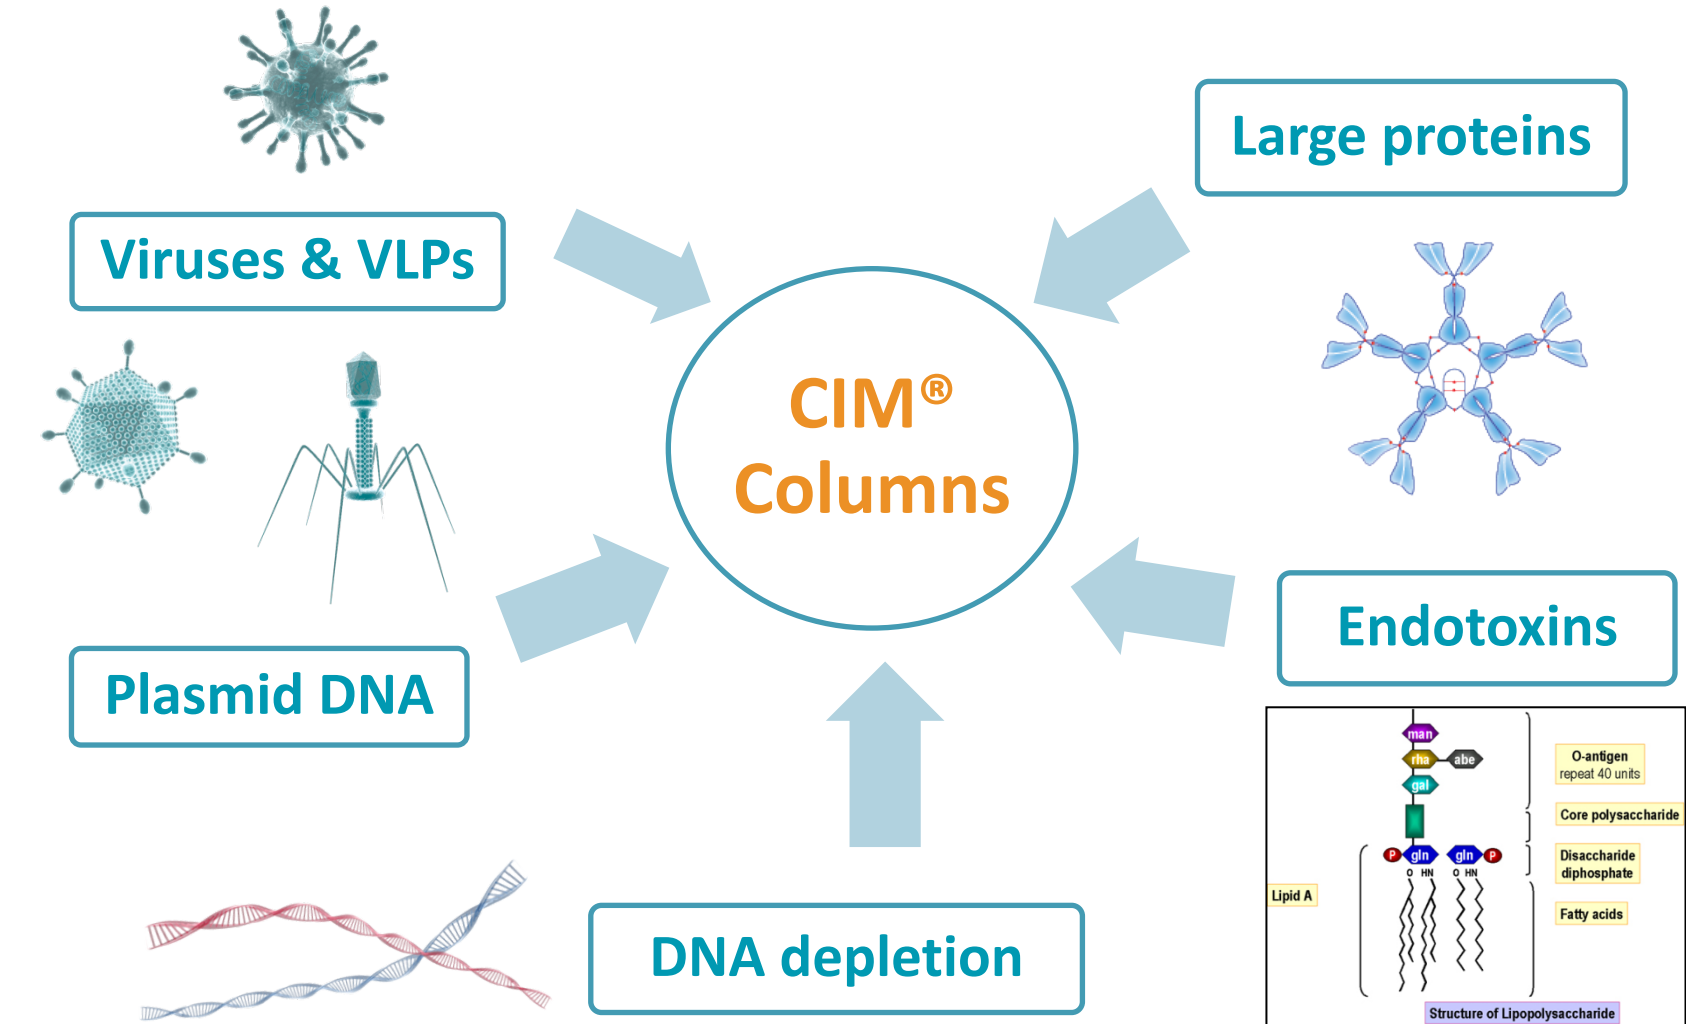 Large proteins
Viruses & VLPs
CIM®
Columns
Endotoxins
Plasmid DNA
man
rha
abe
gal
O-antigen
repeat 40 units
Core polysaccharide
P
gln
gln
P
Disaccharide
diphosphate
O HN
O HN
Lipid A
Fatty acids
DNA depletion
Structure of Lipopolysaccharide